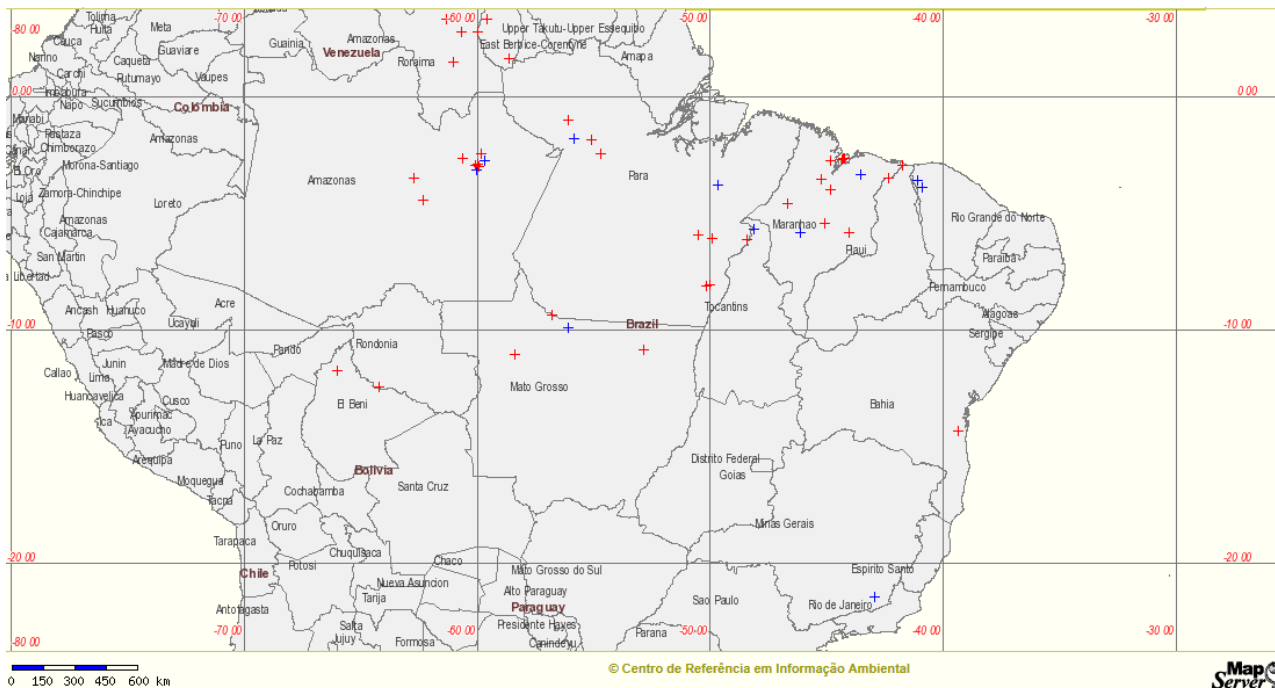 -70 00
-60 00
-50 00
-40 00
-30 00
Tolima
Huila
Meta
Cauca
Guaviare
Guainia
Amazonas
Venezuela
Upper Takutu-Upper Essequibo
East Berbice-Corentyne
Narino
Caqueta
Carchi
Putumayo
Vaupes
Roraima
Amapa
Imbabura
Napo
Sucumbios
Colombia
0 00
0 00
Manabi
Pastaza
Chimborazo
Amazonas
El Oro
Morona-Santiago
Zamora-Chinchipe
Loja
Loreto
Amazonas
Para
Amazonas
Cajamarca
San Martin
a Libertad
Maranhao
Piaui
Rio Grande do Norte
Paraiba
Pernambuco
Acre
Ancash
Huanuco
Ucayali
Tocantins
Alagoas
Sergipe
-10 00
-10 00
Pasco
Brazil
Rondonia
Pando
Junin
Madre de Dios
Callao
Lima
Huancavelica
Cusco
Mato Grosso
El Beni
Bahia
Apurimac
Ica
Ayacucho
Puno
La Paz
Arequipa
Moquegua
Tacna
Bolivia
Santa Cruz
Cochabamba
Distrito Federal
Goias
Oruro
Minas Gerais
Tarapaca
Chuquisaca
Potosi
Chaco
-20 00
-20 00
Chile
Nueva Asuncion
Mato Grosso do Sul
Espirito Santo
Tarija
Alto Paraguay
Antofagasta
Paraguay
Sao Paulo
Rio de Janeiro
Salta
Jujuy
Formosa
Presidente Hayes
Canindeyu
Parana
-70 00
-60 00
-50 00
-40 00
-30 00
0 150 300 450 600 km
© Centro de Referência em Informação Ambiental
Map
Server